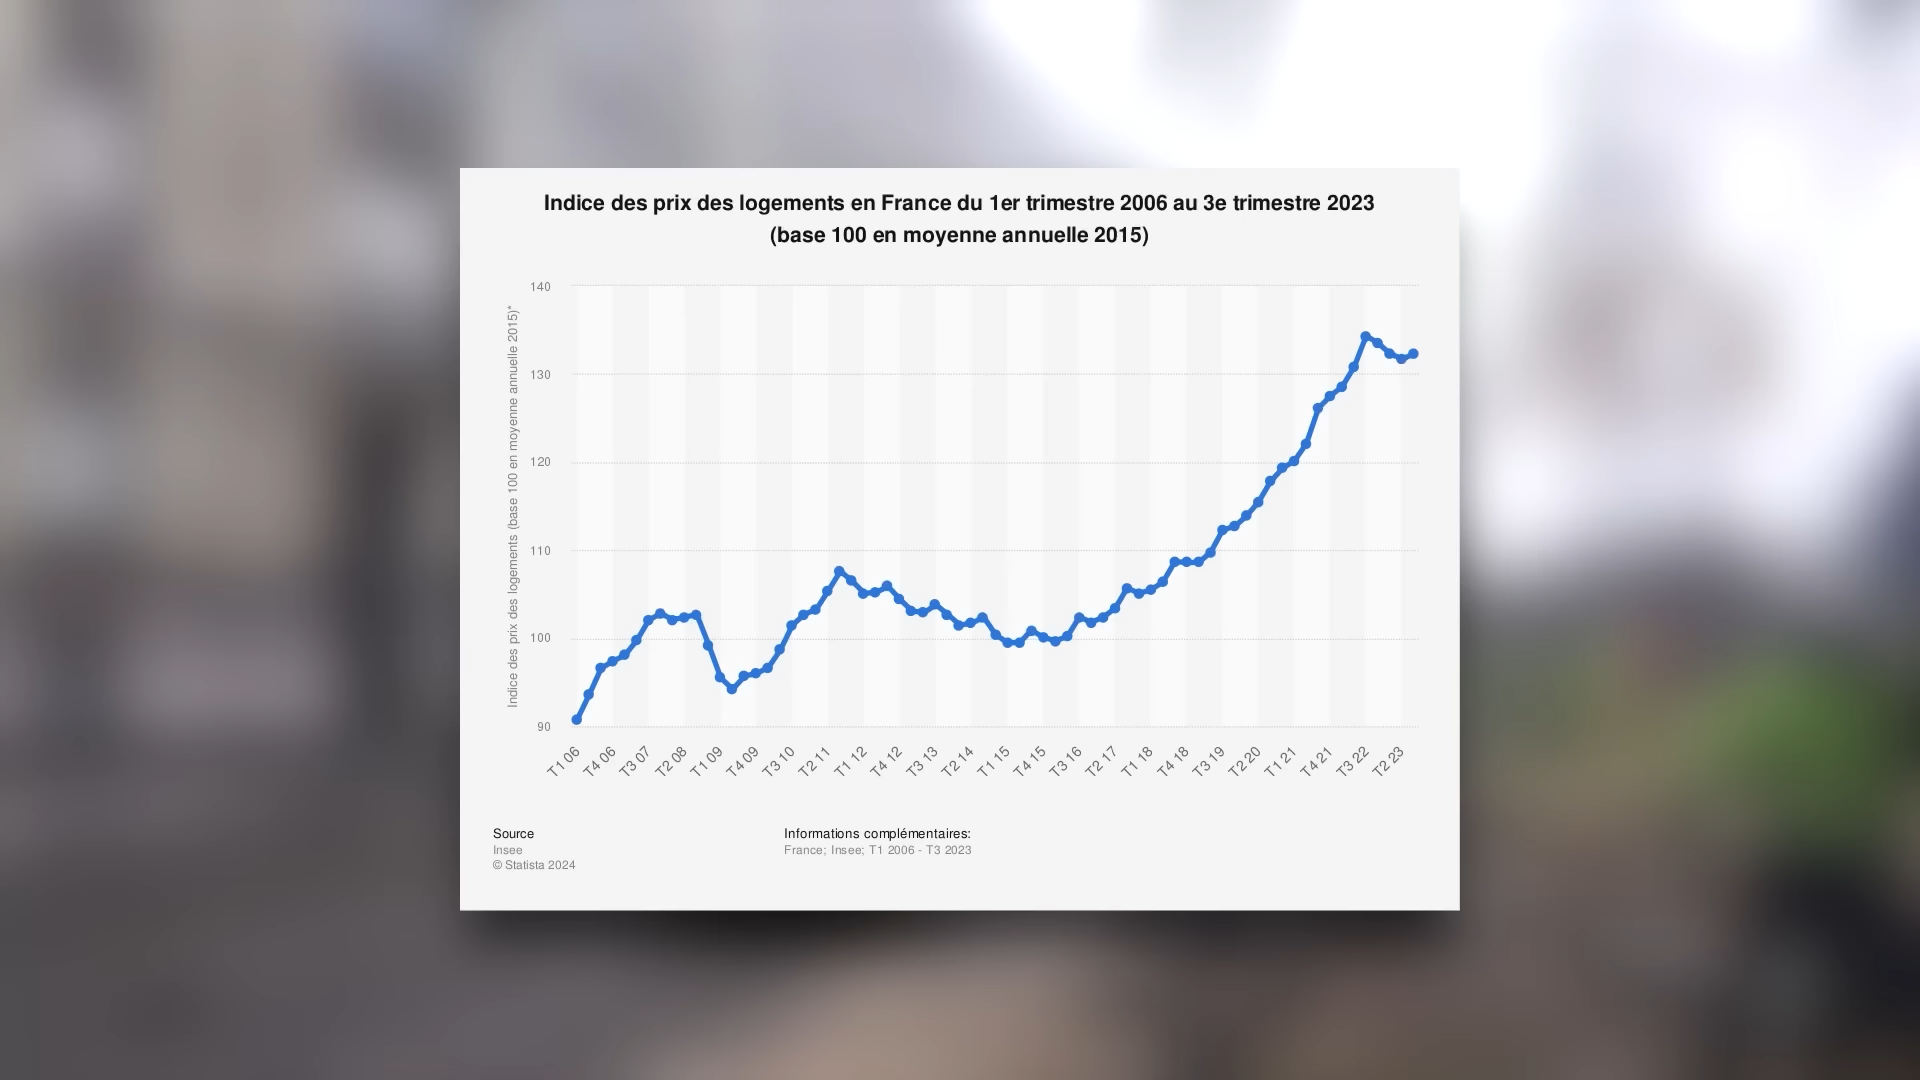 Indice des prix des logements en France du 1er trimestre 2006 au 3e trimestre 2023
(base 100 en moyenne annuelle 2015)
Indice des prix des logements (base 100 en moyenne annuelle 2015)*
140
130
120
110
100
90
T1 06
T4 06
T3 07
T2 08
T1 09
T4 09
T3 10
T2 11
T1 12
T4 12
T3 13
T2 14
T1 15
T4 15
T3 16
T2 17
T1 18
T4 18
T3 19
T2 20
T1 21
T4 21
T3 22
T2 23
Source
Insee
© Statista 2024
Informations complémentaires:
France; Insee; T1 2006 - T3 2023